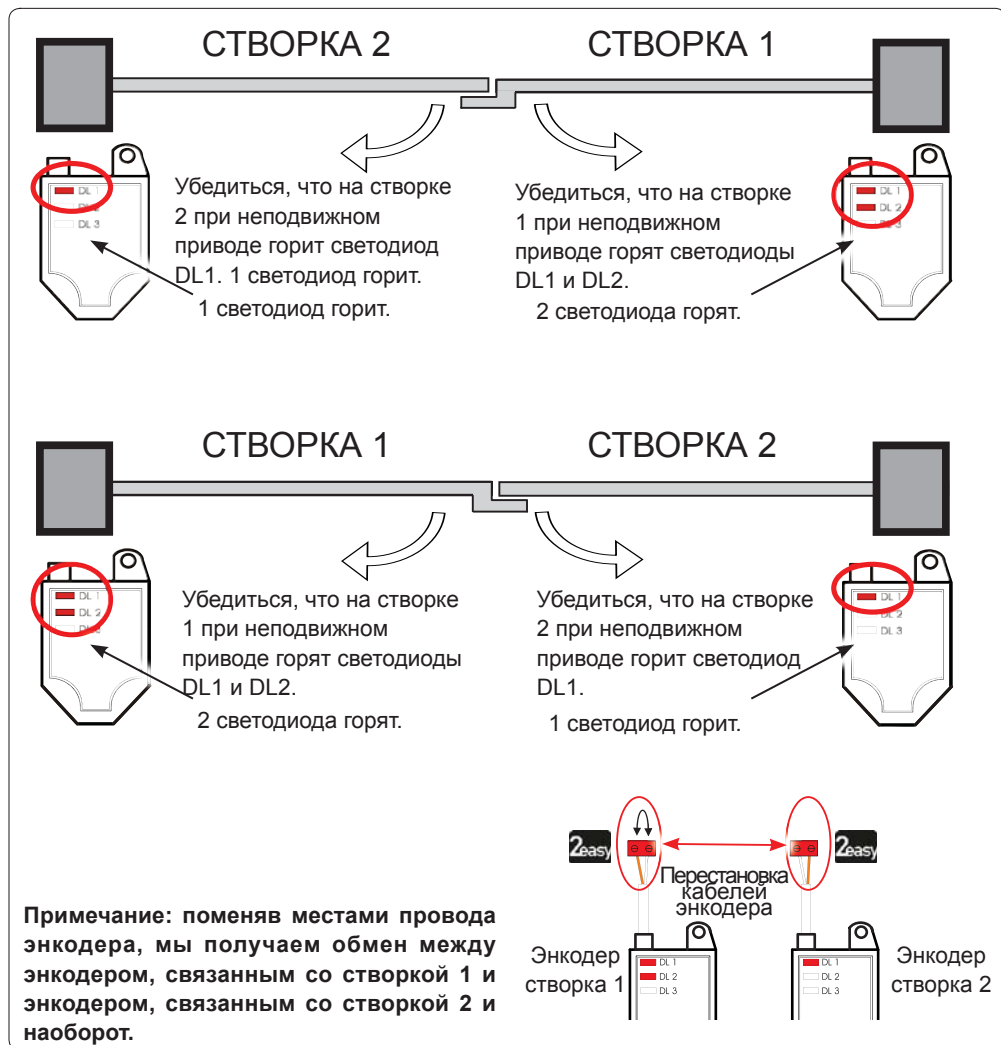 СТВОРКА 2
СТВОРКА 1
DL 1
DL 2
DL 3
Убедиться, что на створке
2 при неподвижном
приводе горит светодиод
DL1. 1 светодиод горит.
1 светодиод горит.
Убедиться, что на створке
1 при неподвижном
приводе горят светодиоды
DL1 и DL2.
2 светодиода горят.
DL 1
DL 2
DL 3
СТВОРКА 1
СТВОРКА 2
DL 1
DL 2
DL 3
Убедиться, что на створке
1 при неподвижном
приводе горят светодиоды
DL1 и DL2.
2 светодиода горят.
Убедиться, что на створке
2 при неподвижном
приводе горит светодиод
DL1.
1 светодиод горит.
DL 1
DL 2
DL 3
2easy
2easy
Перестановка
кабелей
энкодера
Примечание: поменяв местами провода
энкодера, мы получаем обмен между
энкодером, связанным со створкой 1 и
энкодером, связанным со створкой 2 и
наоборот.
Энкодер
створка 1
DL 1
DL 2
DL 3
DL 1
DL 2
DL 3
Энкодер
створка 2